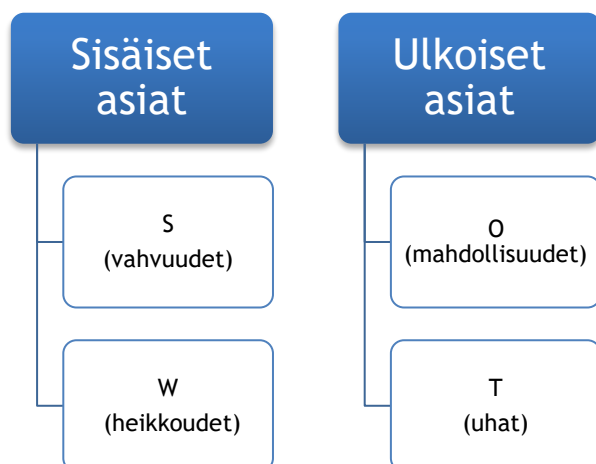 Sisäiset
asiat
S
(vahvuudet)
W
(heikkoudet)
Ulkoiset
asiat
O
(mahdollisuudet)
T
(uhat)